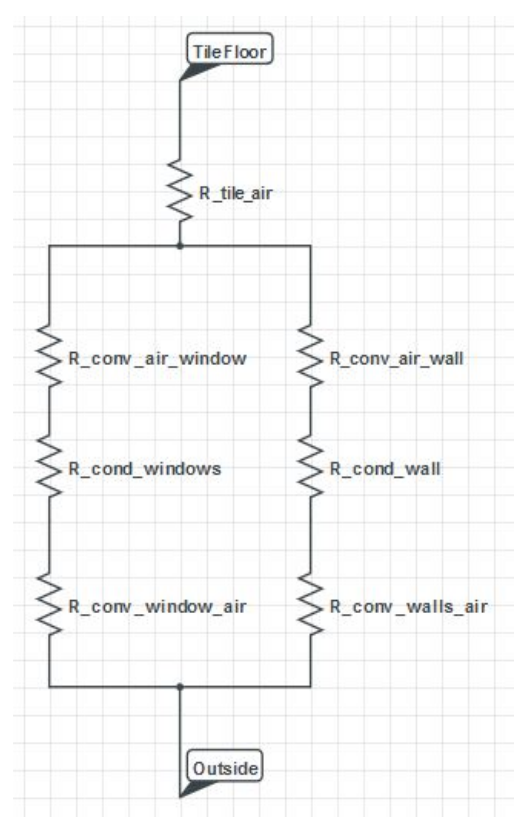 Tile Floor
R_tile_air
R_conv_air_window
R_conv_air_wall
R_cond_windows
R_cond_wall
R_conv_window_air
R_conv_walls_air
Outside